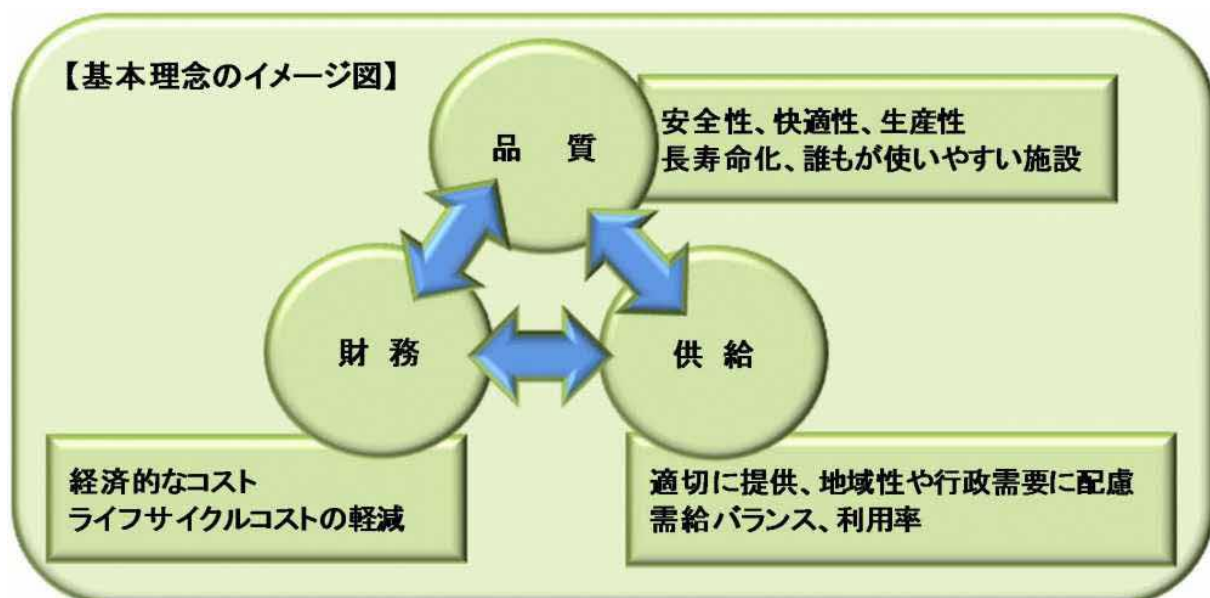 【基本理念のイメージ図】
品 質
安全性、快適性、生産性
長寿命化、誰もが使いやすい施設
財 務
供 給
経済的なコスト
ライフサイクルコストの軽減
適切に提供、地域性や行政需要に配慮
需給バランス、利用率